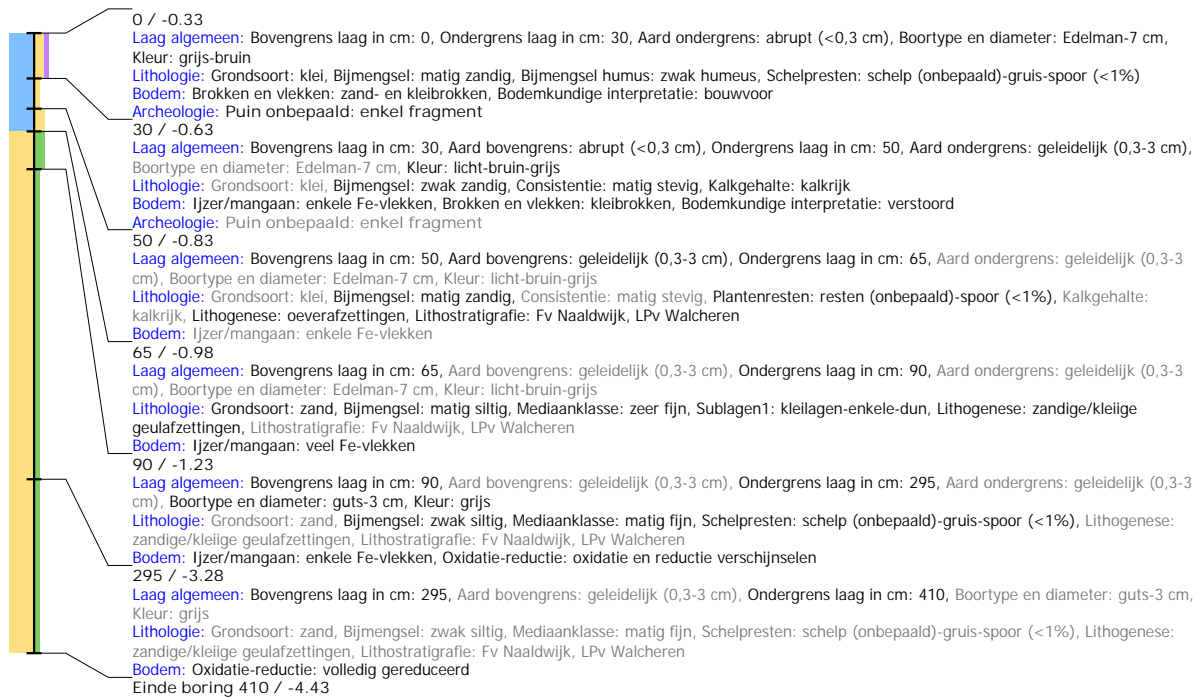 0 / -0.33
Laag algemeen: Bovengrens laag in cm: 0, Ondergrens laag in cm: 30, Aard ondergrens: abrupt (<0,3 cm), Boortype en diameter: Edelman-7 cm,
Kleur: grijs-bruin
Lithologie: Grondsoort: klei, Bijmengsel: matig zandig, Bijmengsel humus: zwak humeus, Schelpresten: schelp (onbepaald)-gruis-spoor (<1%)
Bodem: Brokken en vlekken: zand- en kleibrokken, Bodemkundige interpretatie: bouwvoor
Archeologie: Puin onbepaald: enkel fragment
30 / -0.63
Laag algemeen: Bovengrens laag in cm: 30, Aard bovengrens: abrupt (<0,3 cm), Ondergrens laag in cm: 50, Aard ondergrens: geleidelijk (0,3-3 cm),
Boortype en diameter: Edelman-7 cm, Kleur: licht-bruin-grijs
Lithologie: Grondsoort: klei, Bijmengsel: zwak zandig, Consistentie: matig stevig, Kalkgehalte: kalkrijk
Bodem: Ijzer/mangaan: enkele Fe-vlekken, Brokken en vlekken: kleibrokken, Bodemkundige interpretatie: verstoord
Archeologie: Puin onbepaald: enkel fragment
50 / -0.83
Laag algemeen: Bovengrens laag in cm: 50, Aard bovengrens: geleidelijk (0,3-3 cm), Ondergrens laag in cm: 65, Aard ondergrens: geleidelijk (0,3-3
cm), Boortype en diameter: Edelman-7 cm, Kleur: licht-bruin-grijs
Lithologie: Grondsoort: klei, Bijmengsel: matig zandig, Consistentie: matig stevig, Plantenresten: resten (onbepaald)-spoor (<1%), Kalkgehalte:
kalkrijk, Lithogenese: oeverafzettingen, Lithostratigrafie: Fv Naaldwijk, LPv Walcheren
Bodem: Ijzer/mangaan: enkele Fe-vlekken
65 / -0.98
Laag algemeen: Bovengrens laag in cm: 65, Aard bovengrens: geleidelijk (0,3-3 cm), Ondergrens laag in cm: 90, Aard ondergrens: geleidelijk (0,3-3
cm), Boortype en diameter: Edelman-7 cm, Kleur: licht-bruin-grijs
Lithologie: Grondsoort: zand, Bijmengsel: matig siltig, Mediaanklasse: zeer fijn, Sublagen1: kleilagen-enkele-dun, Lithogenese: zandige/kleiige
geulafzettingen, Lithostratigrafie: Fv Naaldwijk, LPv Walcheren
Bodem: Ijzer/mangaan: veel Fe-vlekken
90 / -1.23
Laag algemeen: Bovengrens laag in cm: 90, Aard bovengrens: geleidelijk (0,3-3 cm), Ondergrens laag in cm: 295, Aard ondergrens: geleidelijk (0,3-3
cm), Boortype en diameter: guts-3 cm, Kleur: grijs
Lithologie: Grondsoort: zand, Bijmengsel: zwak siltig, Mediaanklasse: matig fijn, Schelpresten: schelp (onbepaald)-gruis-spoor (<1%), Lithogenese:
zandige/kleiige geulafzettingen, Lithostratigrafie: Fv Naaldwijk, LPv Walcheren
Bodem: Ijzer/mangaan: enkele Fe-vlekken, Oxidatie-reductie: oxidatie en reductie verschijnselen
295 / -3.28
Laag algemeen: Bovengrens laag in cm: 295, Aard bovengrens: geleidelijk (0,3-3 cm), Ondergrens laag in cm: 410, Boortype en diameter: guts-3 cm,
Kleur: grijs
Lithologie: Grondsoort: zand, Bijmengsel: zwak siltig, Mediaanklasse: matig fijn, Schelpresten: schelp (onbepaald)-gruis-spoor (<1%), Lithogenese:
zandige/kleiige geulafzettingen, Lithostratigrafie: Fv Naaldwijk, LPv Walcheren
Bodem: Oxidatie-reductie: volledig gereduceerd
Einde boring 410 / -4.43